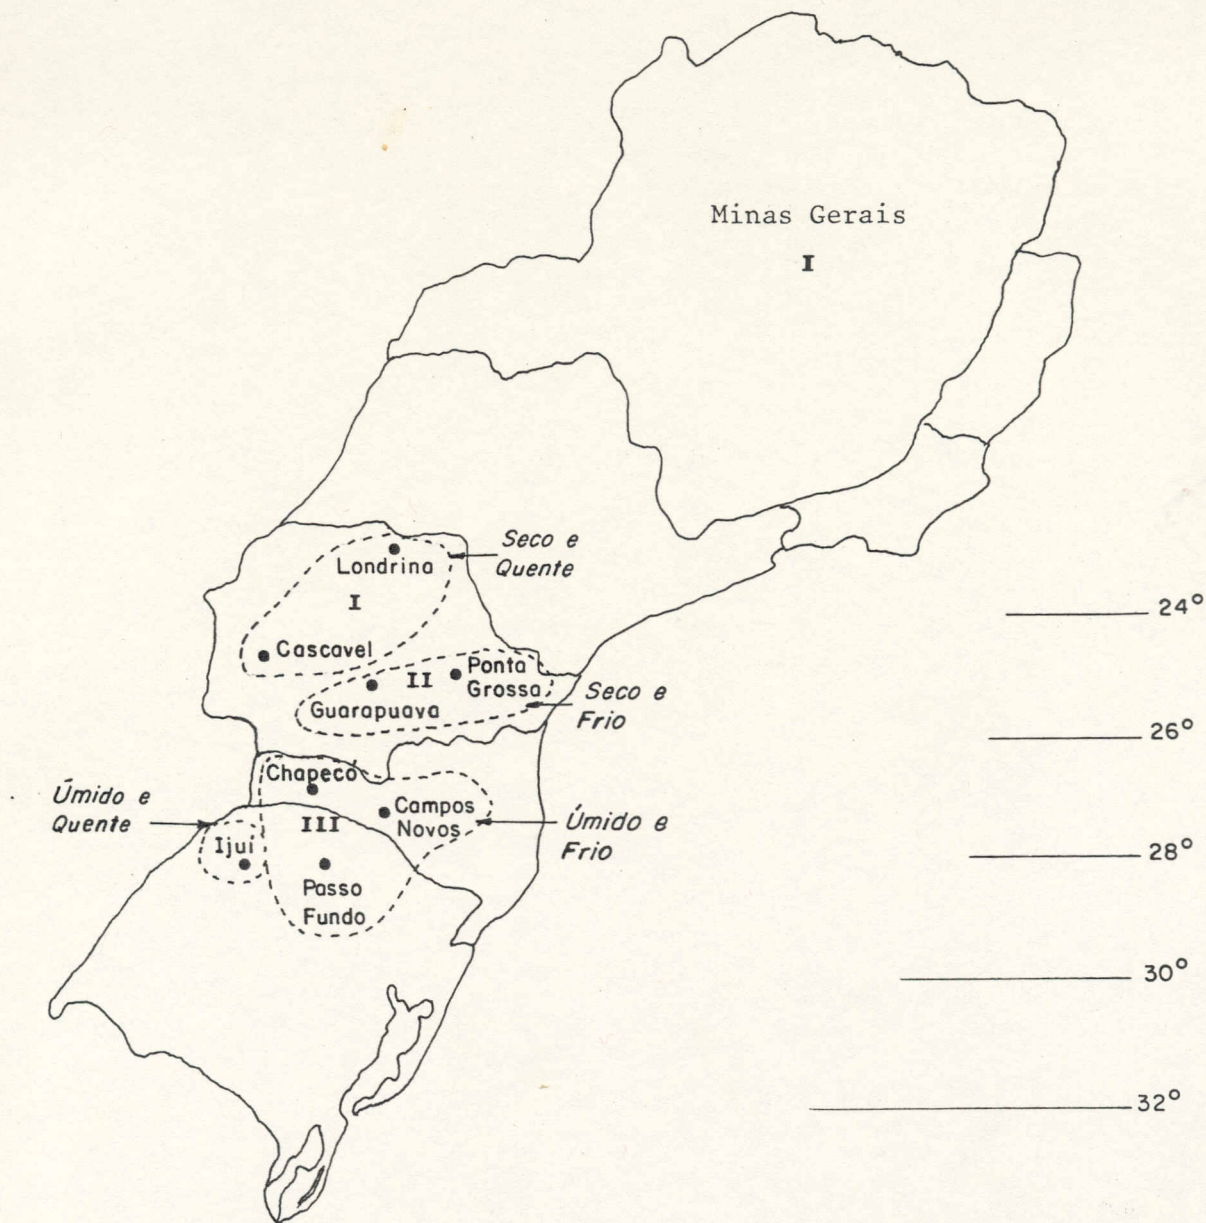 Minas Gerais
I
Seco e
Quente
Londrina
I
24°
Cascavel
Ponta
Grossa
II
Guarapuava
Seco e
Frio
26°
Chapecó
Úmido e
Quente
Campos
Novos
Úmido e
Frio
III
Ijuí
28°
Passo
Fundo
30°
32°